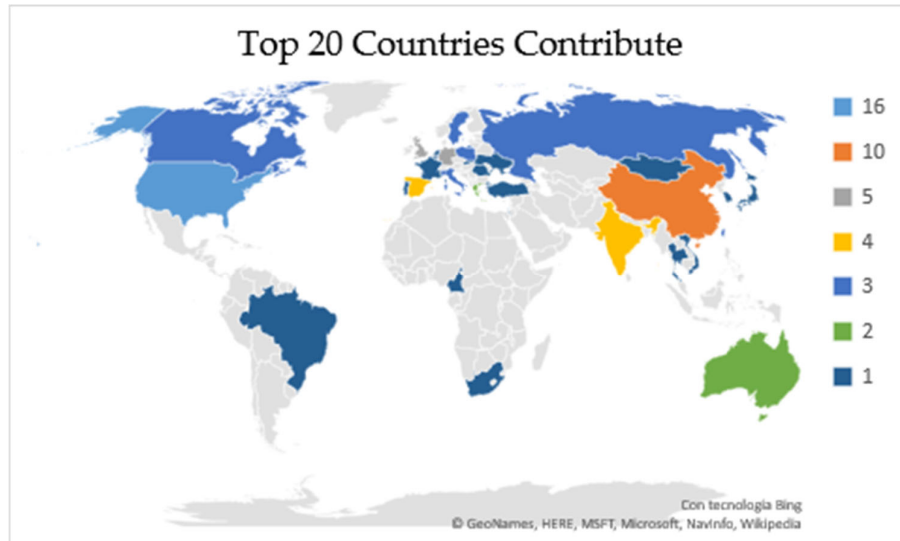 Top 20 Countries Contribute
16
10
5
4
3
2
1
Con tecnologia Bing
© GeoNames, HERE, MSFT, Microsoft, NavInfo, Wikipedia